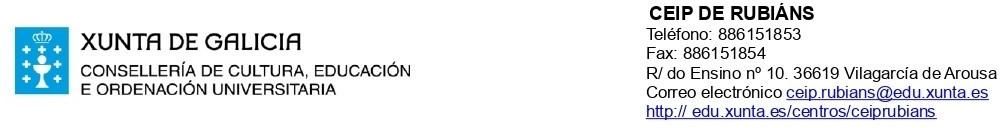 XUNTA DE GALICIA
CONSELLERÍA DE CULTURA, EDUCACIÓN
E ORDENACIÓN UNIVERSITARIA
CEIP DE RUBIÁNS
Teléfono: 886151853
Fax: 886151854
R/ do Ensino nº 10. 36619 Vilagarcía de Arousa
Correo electrónico ceip.rubians@edu.xunta.es
http:// edu.xunta.es/centros/ceiprubians